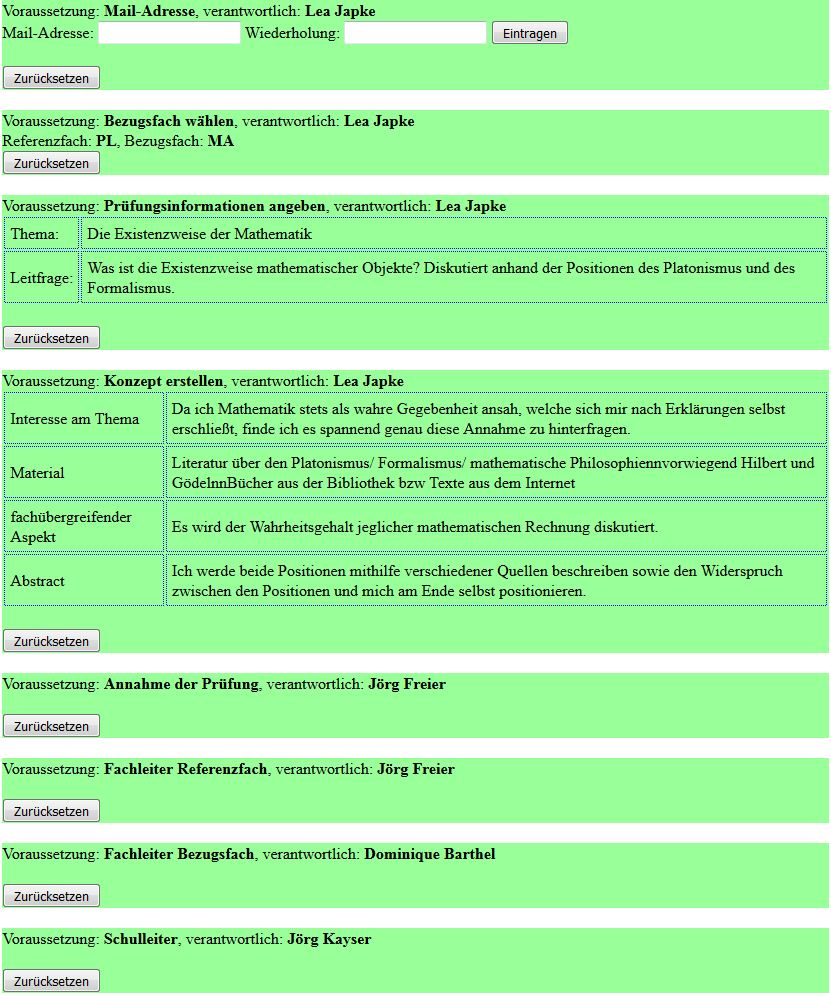 Voraussetzung: Mail-Adresse, verantwortlich: Lea Japke
Mail-Adresse: Wiederholung: Eintragen
Zurücksetzen
Voraussetzung: Bezugsfach wählen, verantwortlich: Lea Japke
Referenzfach: PL, Bezugsfach: MA
Zurücksetzen
Voraussetzung: Prüfungsinformationen angeben, verantwortlich: Lea Japke
Thema: Die Existenzweise der Mathematik
Leitfrage: Was ist die Existenzweise mathematischer Objekte? Diskutiert anhand der Positionen des Platonismus und des
Formalismus.
Zurücksetzen
Voraussetzung: Konzept erstellen, verantwortlich: Lea Japke
Interesse am Thema Da ich Mathematik stets als wahre Gegebenheit ansah, welche sich mir nach Erklärungen selbst
erschließt, finde ich es spannend genau diese Annahme zu hinterfragen.
Material Literatur über den Platonismus/ Formalismus/ mathematische Philosophiennvorwiegend Hilbert und
GödelnnBücher aus der Bibliothek bzw Texte aus dem Internet
fachübergreifender
Aspekt Es wird der Wahrheitsgehalt jeglicher mathematischen Rechnung diskutiert.
Abstract Ich werde beide Positionen mithilfe verschiedener Quellen beschreiben sowie den Widerspruch
zwischen den Positionen und mich am Ende selbst positionieren.
Zurücksetzen
Voraussetzung: Annahme der Prüfung, verantwortlich: Jörg Freier
Zurücksetzen
Voraussetzung: Fachleiter Referenzfach, verantwortlich: Jörg Freier
Zurücksetzen
Voraussetzung: Fachleiter Bezugsfach, verantwortlich: Dominique Barthel
Zurücksetzen
Voraussetzung: Schulleiter, verantwortlich: Jörg Kayser
Zurücksetzen